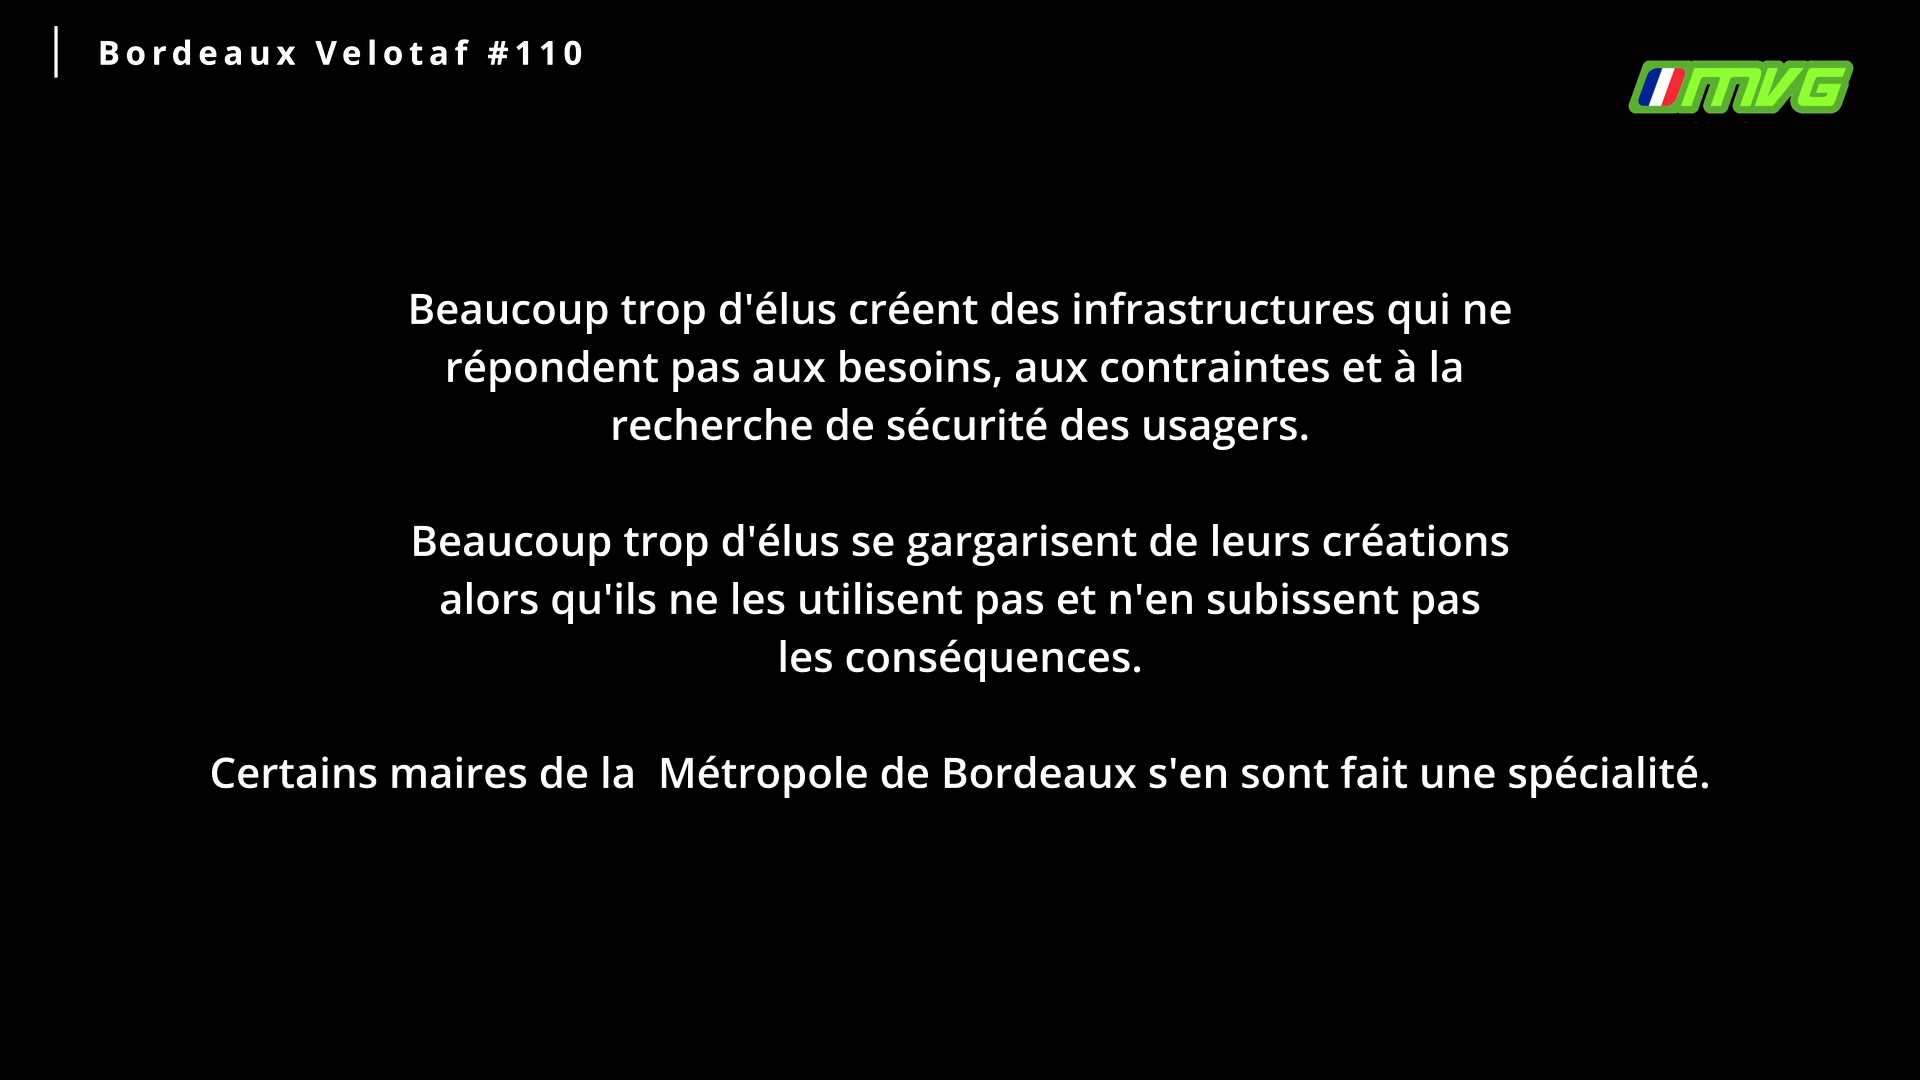 Bordeaux Velotaf #110
MVG
Beaucoup trop d'élus créent des infrastructures qui ne
répondent pas aux besoins, aux contraintes et à la
recherche de sécurité des usagers.
Beaucoup trop d'élus se gargarisent de leurs créations
alors qu'ils ne les utilisent pas et n'en subissent pas
les conséquences.
Certains maires de la  Métropole de Bordeaux s'en sont fait une spécialité.